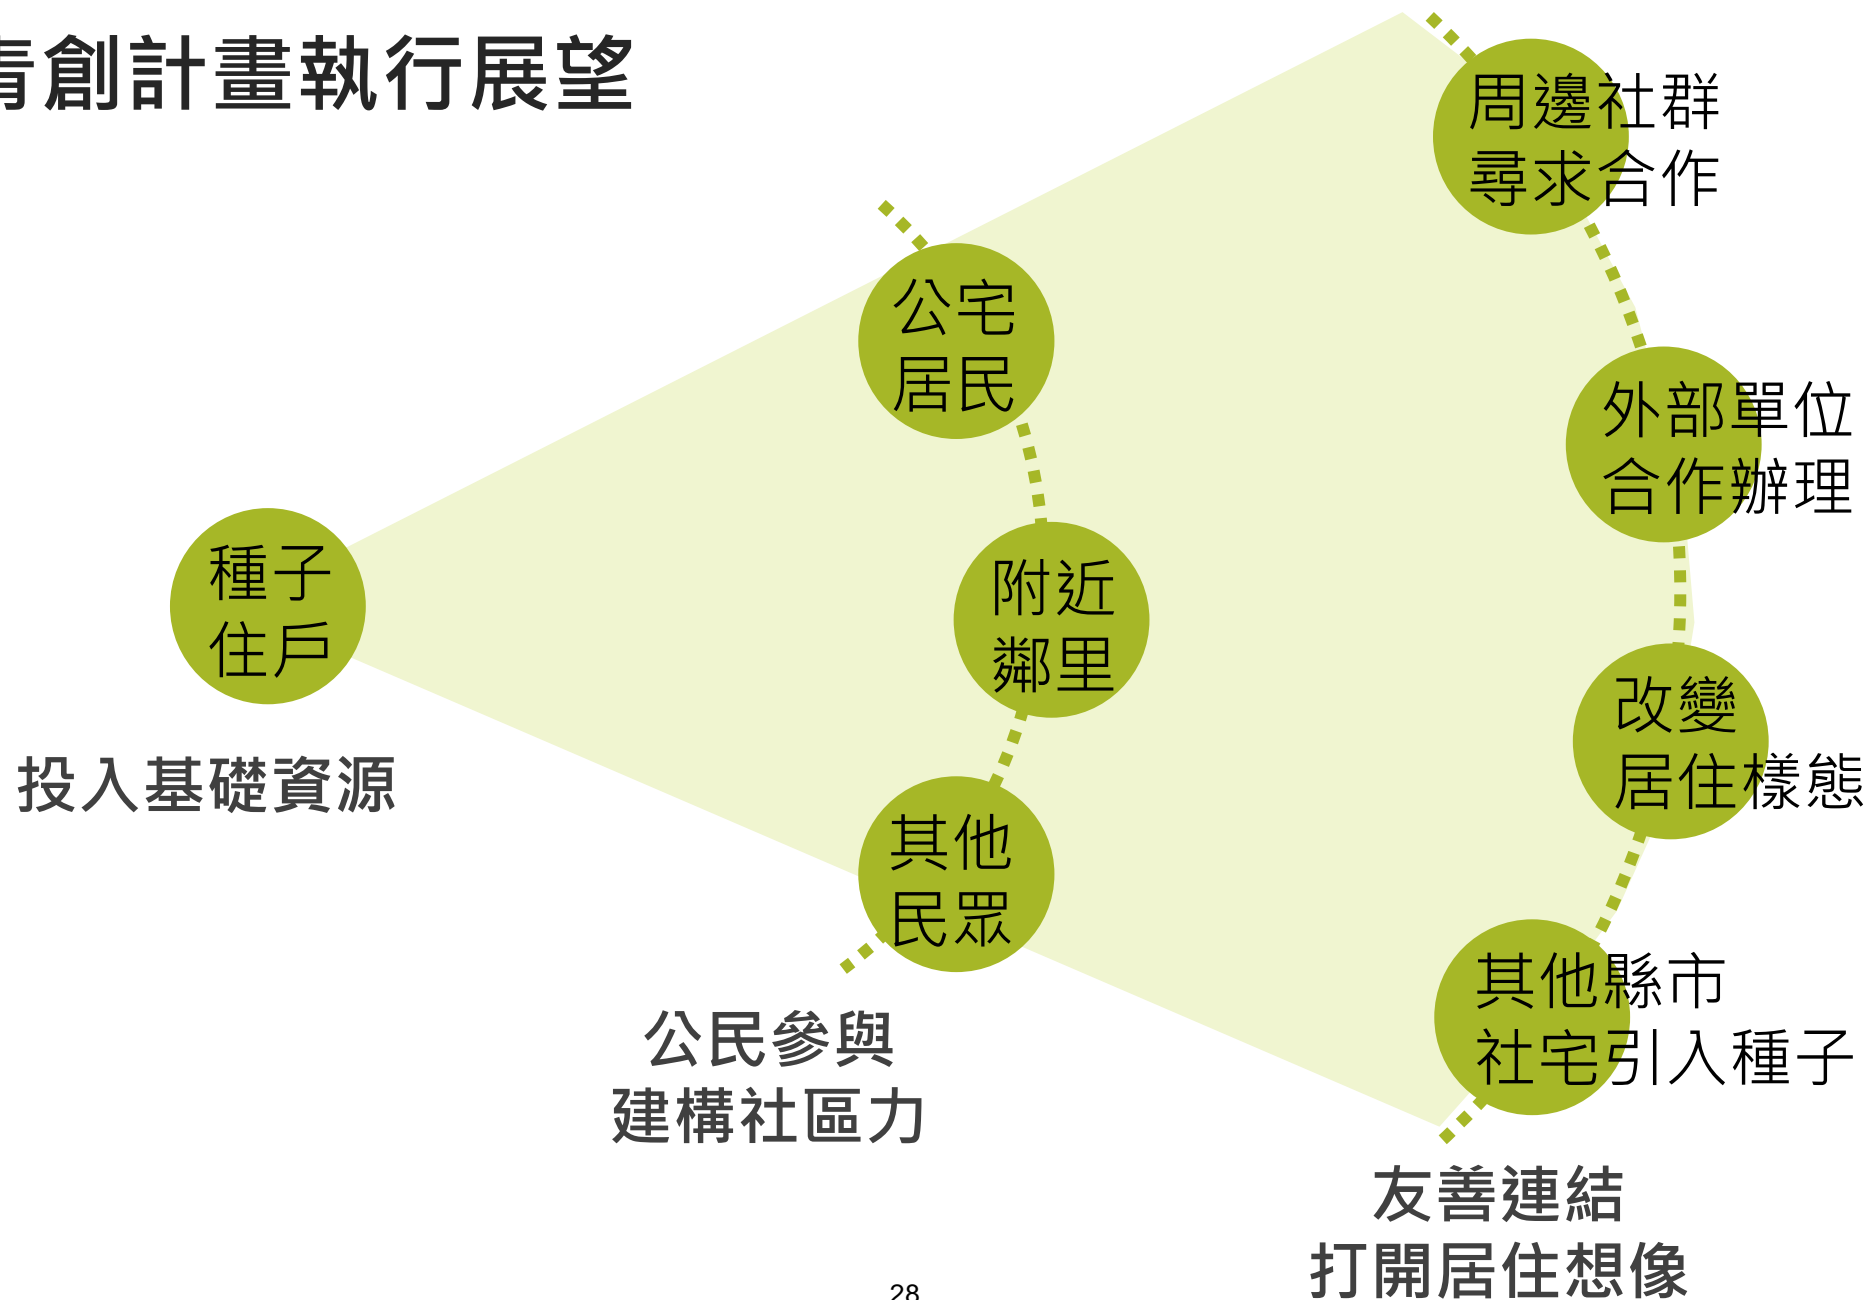 青創計畫執行展望
周邊社群
尋求合作
公宅
居民
外部單位
合作辦理
種子
住戶
附近
鄰里
改變
居住樣態
投入基礎資源
其他
民眾
其他縣市
社宅引入種子
公民參與
建構社區力
友善連結
打開居住想像
28